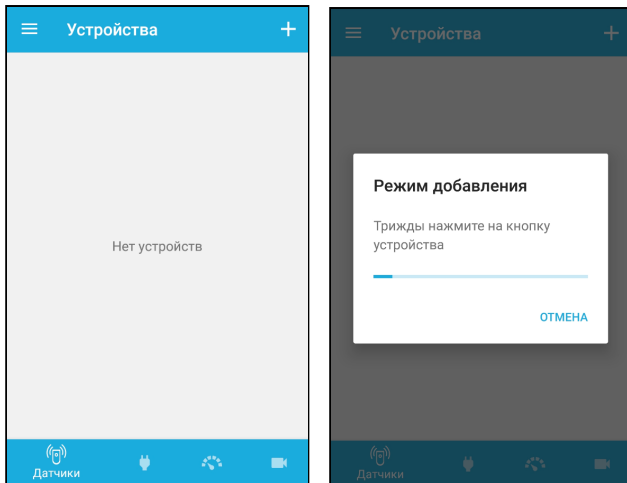 Устройства
Нет устройств
Датчики
Устройства
Режим добавления
Трижды нажмите на кнопку
устройства
ОТМЕНА
Датчики